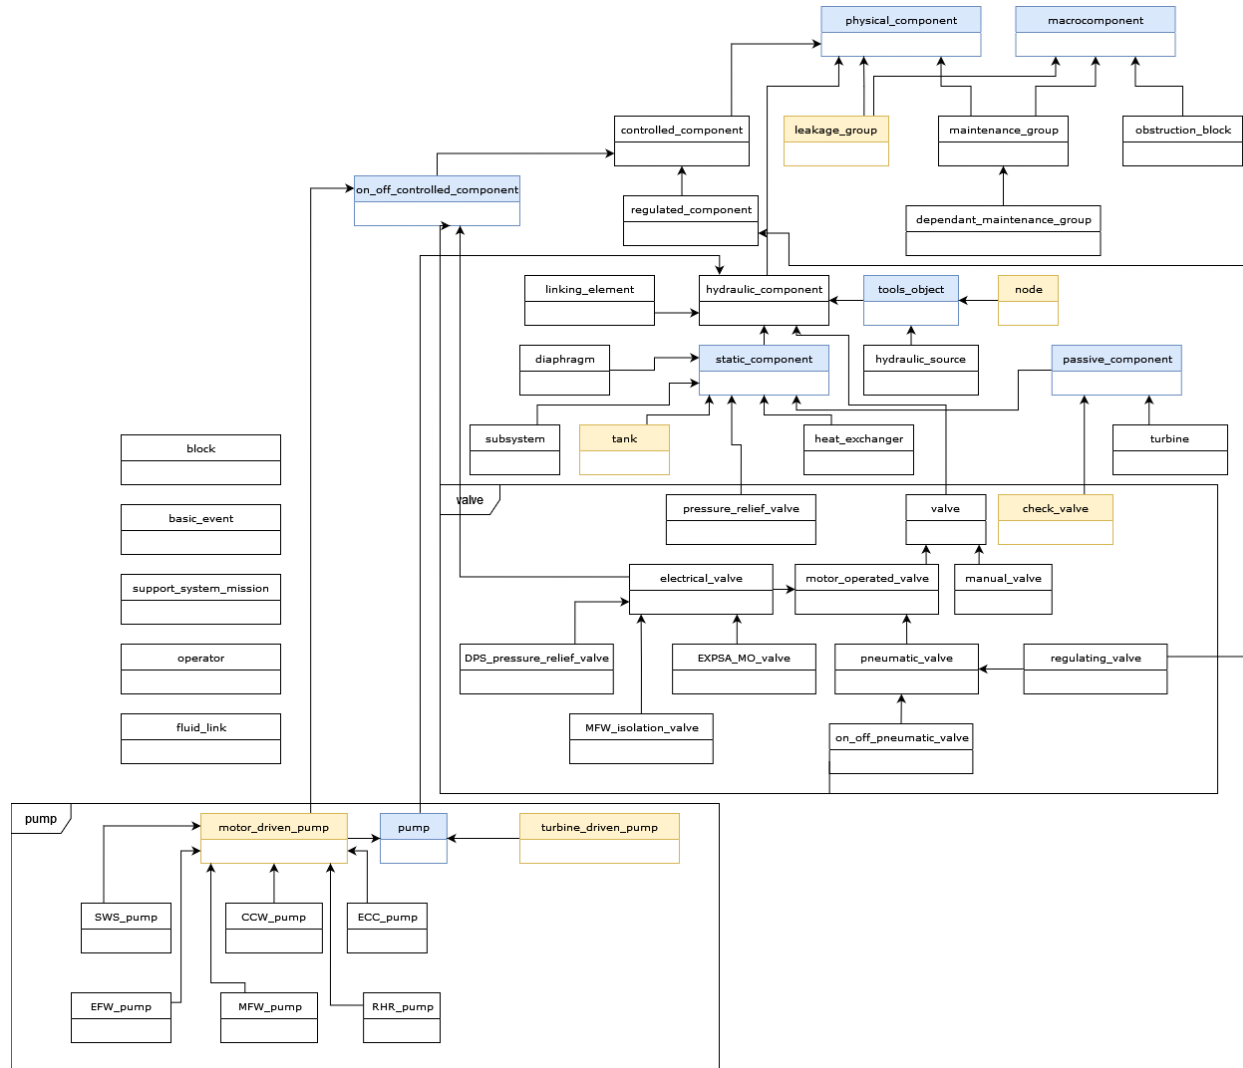 physical_component
macrocomponent
controlled_component
leakage_group
maintenance_group
obstruction_block
on_off_controlled_component
regulated_component
dependant_maintenance_group
linking_element
hydraulic_component
tools_object
node
diaphragm
static_component
hydraulic_source
passive_component
subsystem
tank
heat_exchanger
turbine
block
valve
pressure_relief_valve
valve
check_valve
basic_event
electrical_valve
motor_operated_valve
manual_valve
support_system_mission
DPS_pressure_relief_valve
EXPSA_MO_valve
pneumatic_valve
regulating_valve
operator
MFW_isolation_valve
on_off_pneumatic_valve
fluid_link
pump
motor_driven_pump
pump
turbine_driven_pump
SWS_pump
CCW_pump
ECC_pump
EFW_pump
MFW_pump
RHR_pump